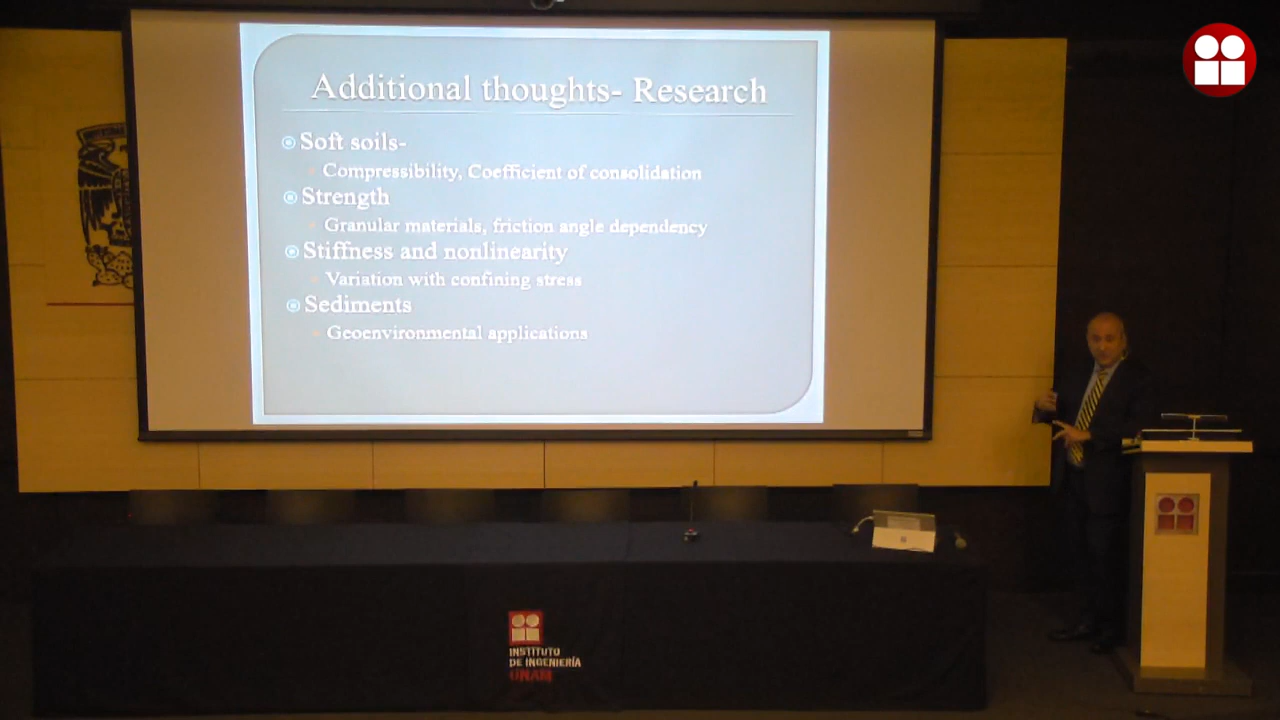 Additional thoughts- Research
Soft soils-
Compressibility, Coefficient of consolidation
Strength
Granular materials, friction angle dependency
Stiffness and nonlinearity
Variation with confining stress
Sediments
Geoenvironmental applications
INSTITUTO
DE INGENIERÍA
UNAM